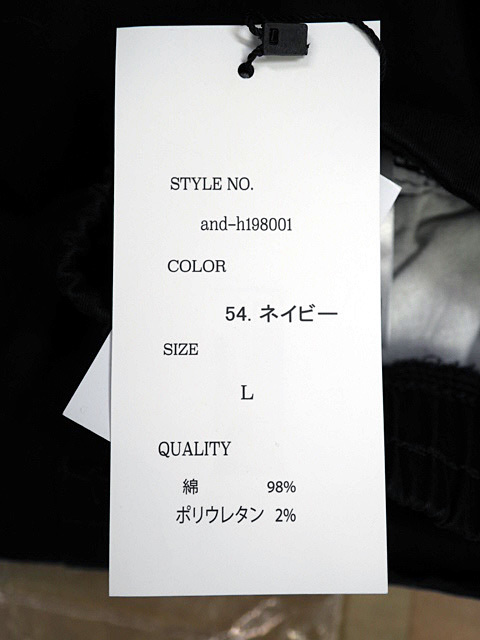 STYLE NO.
and-h198001
COLOR
54. ネイビー
SIZE
L
QUALITY
綿 98%
ポリウレタン 2%